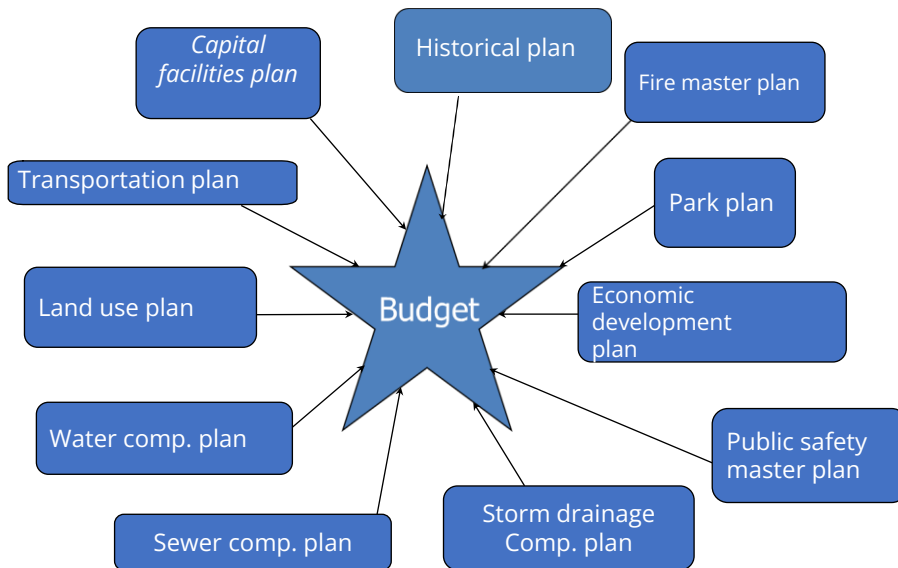 Capital
facilities plan
Historical plan
Fire master plan
Transportation plan
Park plan
Land use plan
Budget
Economic
development
plan
Water comp. plan
Public safety
master plan
Sewer comp. plan
Storm drainage
Comp. plan